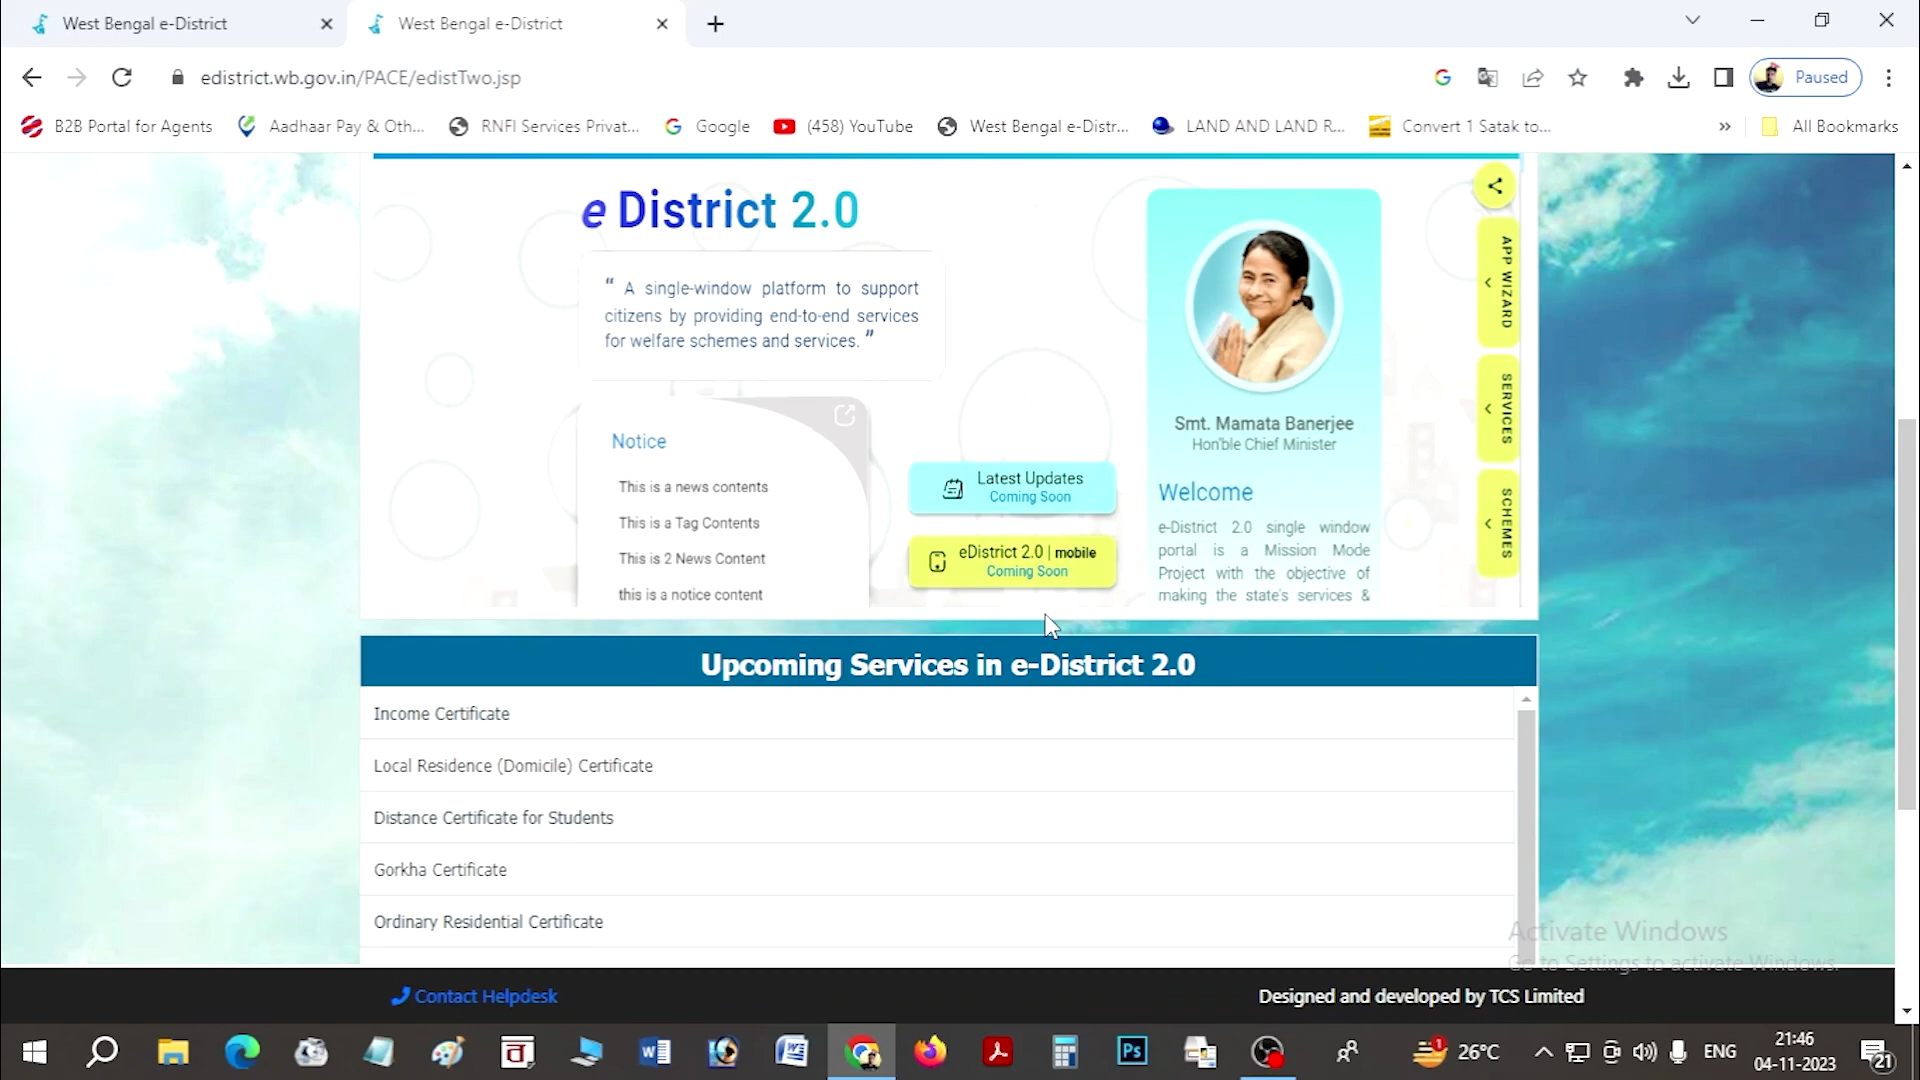 West Bengal e-District
West Bengal e-District
edistrict.wb.gov.in/PACE/edistTwo.jsp
Paused
B2B Portal for Agents
Aadhaar Pay & Oth...
RNFI Services Privat...
Google
(458) YouTube
West Bengal e-Distr...
LAND AND LAND R...
Convert 1 Satak to...
»
All Bookmarks
e District 2.0
“ A single-window platform to support
citizens by providing end-to-end services
for welfare schemes and services. ”
Notice
This is a news contents
This is a Tag Contents
This is 2 News Content
this is a notice content
Latest Updates
Coming Soon
eDistrict 2.0 | mobile
Coming Soon
Smt. Mamata Banerjee
Hon'ble Chief Minister
Welcome
e-District 2.0 single window
portal is a Mission Mode
Project with the objective of
making the state's services &
APP WIZARD
SERVICES
SCHEMES
Upcoming Services in e-District 2.0
Income Certificate
Local Residence (Domicile) Certificate
Distance Certificate for Students
Gorkha Certificate
Ordinary Residential Certificate
Activate Windows
Go to Settings to activate Windows.
Contact Helpdesk
Designed and developed by TCS Limited
Ps
1
26°C
ENG
21:46
04-11-2023
21